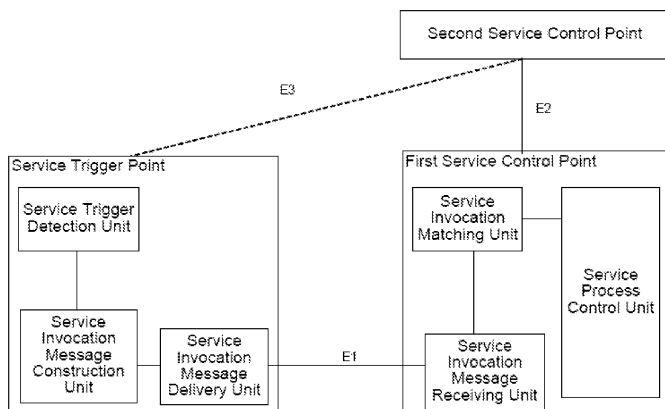 Second Service Control Point
E3
E2
Service Trigger Point
First Service Control Point
Service Trigger
Detection Unit
Service
Invocation
Matching Unit
Service
Process
Control Unit
Service
Invocation
Message
Construction
Unit
Service
Invocation
Message
Delivery Unit
E1
Service
Invocation
Message
Receiving Unit